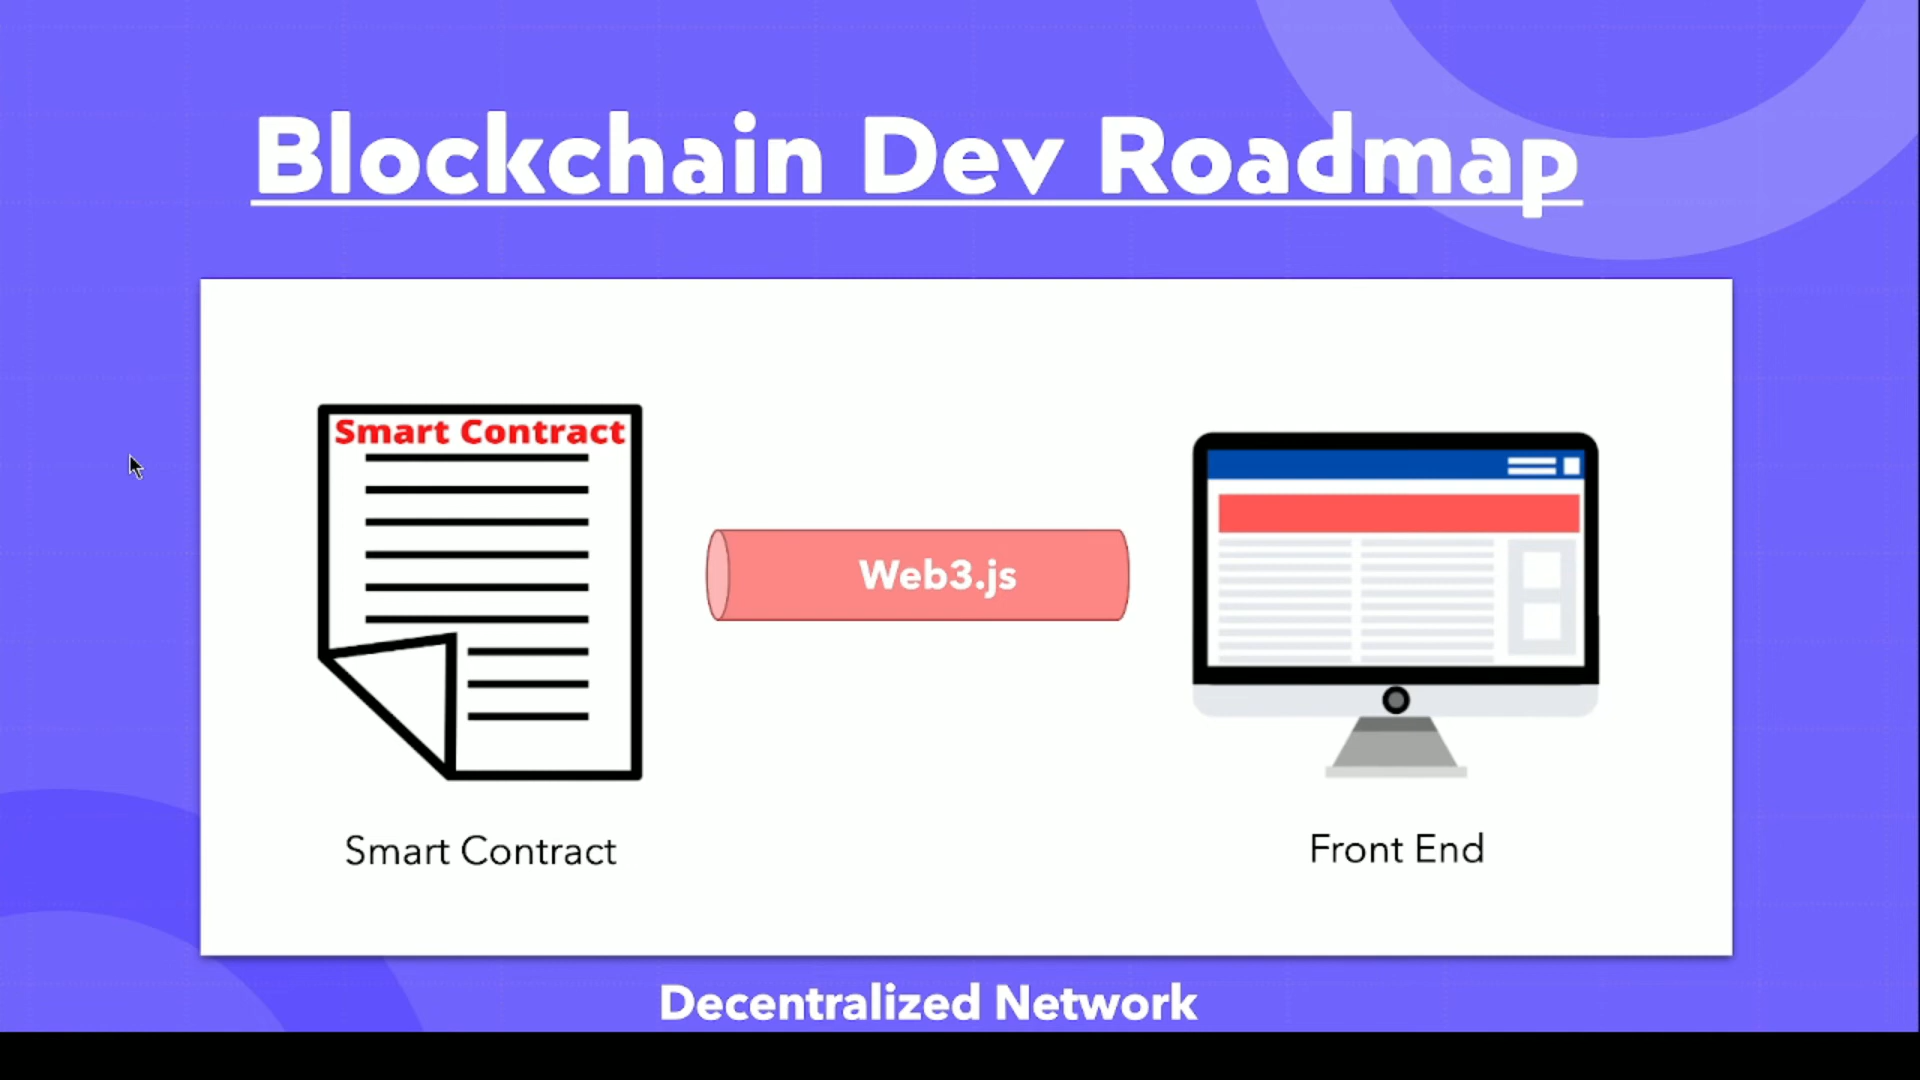 Blockchain Dev Roadmap
Smart Contract
Web3.js
Smart Contract
Front End
Decentralized Network